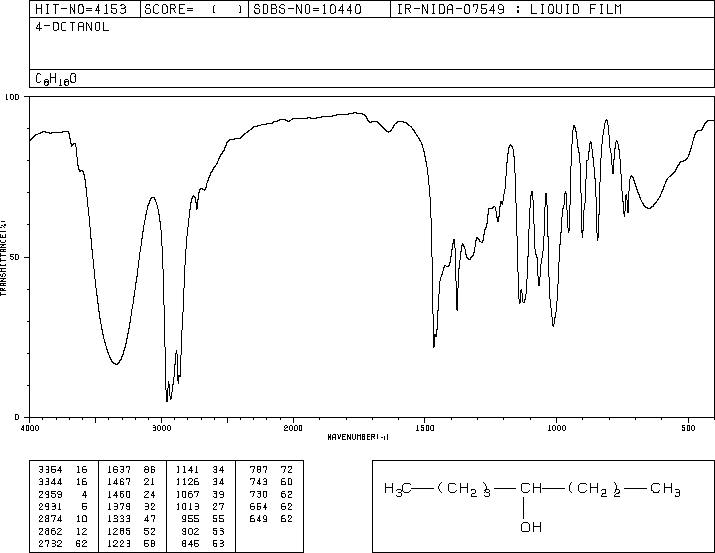 HIT-NO=4153 SCORE= ( ) SDBS-NO=10440 IR-NIDA-07549 : LIQUID FILM
4-OCTANOL
C8H18O
100
50
0
TRANSMITTANCE(%)
4000 3000 2000 1500 1000 500
WAVENUMBER(-1)
3364 16 1637 86 1141 34 787 72
3344 16 1467 21 1126 34 743 60
2959 4 1460 24 1067 39 730 62
2931 5 1379 32 1013 27 664 62
2874 10 1333 47 955 55 649 62
2862 12 1285 52 902 53
2732 62 1223 58 846 53
H3C—(CH2)3—CH—(CH2)2—CH3
OH